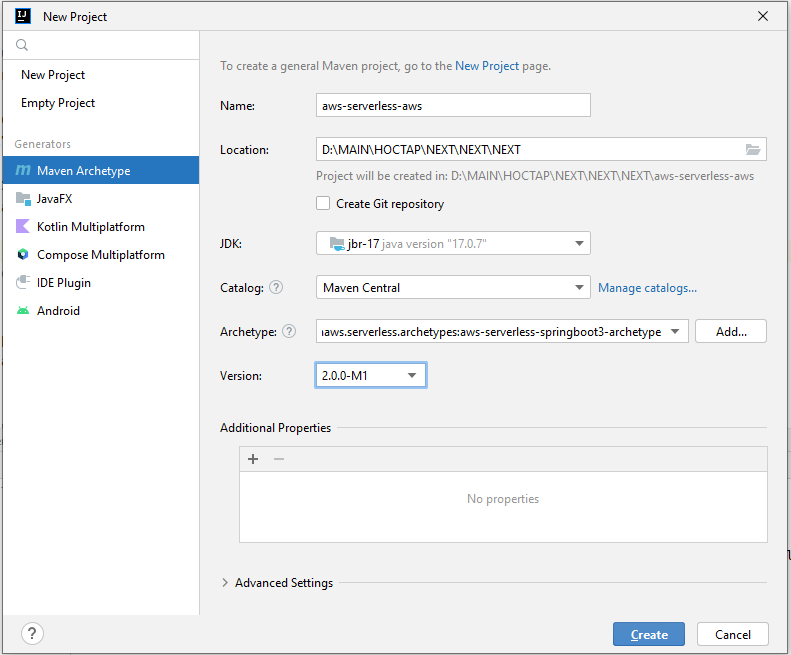 New Project
To create a general Maven project, go to the New Project page.
New Project
Empty Project
Generators
Maven Archetype
JavaFX
Kotlin Multiplatform
Compose Multiplatform
IDE Plugin
Android
Name: aws-serverless-aws
Location: D:\MAIN\HOCTAP\NEXT\NEXT\NEXT
Project will be created in: D:\MAIN\HOCTAP\NEXT\NEXT\NEXT\aws-serverless-aws
Create Git repository
JDK: jbr-17 java version "17.0.7"
Catalog: ? Maven Central Manage catalogs...
Archetype: ? aws.serverless.archetypes:aws-serverless-springboot3-archetype Add...
Version: 2.0.0-M1
Additional Properties
No properties
Advanced Settings
? Create Cancel